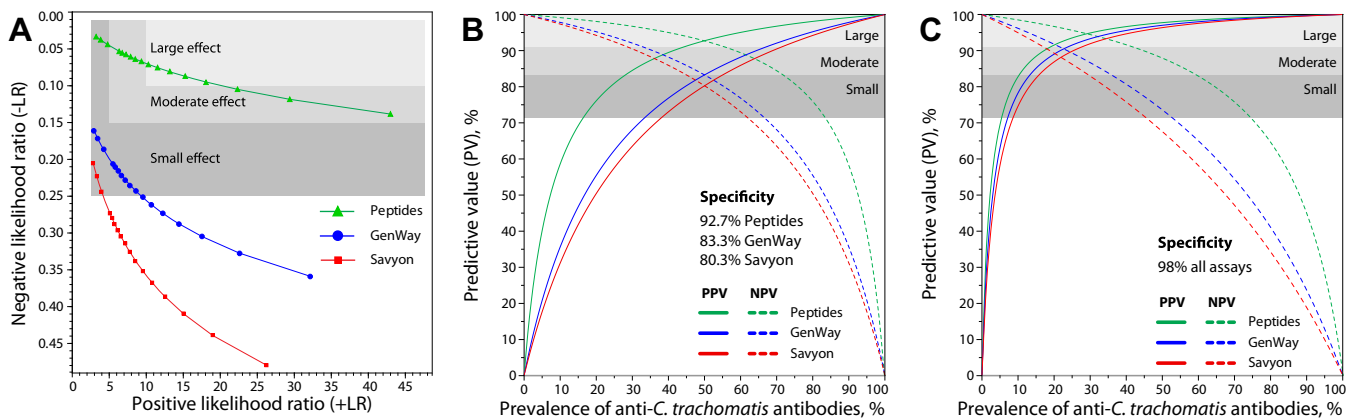 A
Negative likelihood ratio (-LR)
0.05
0.00
0.10
0.15
0.20
0.25
0.30
0.35
0.40
0.45
Large effect
Moderate effect
Small effect
Peptides
GenWay
Savyon
0 5 10 15 20 25 30 35 40 45
Positive likelihood ratio (+LR)
B
Predictive value (PV), %
100
90
80
70
60
50
40
30
20
10
0
Large
Moderate
Small
Specificity
92.7% Peptides
83.3% GenWay
80.3% Savyon
PPV NPV
Peptides
GenWay
Savyon
0 10 20 30 40 50 60 70 80 90 100
Prevalence of anti-C. trachomatis antibodies, %
C
Predictive value (PV), %
100
90
80
70
60
50
40
30
20
10
0
Large
Moderate
Small
Specificity
98% all assays
PPV NPV
Peptides
GenWay
Savyon
0 10 20 30 40 50 60 70 80 90 100
Prevalence of anti-C. trachomatis antibodies, %